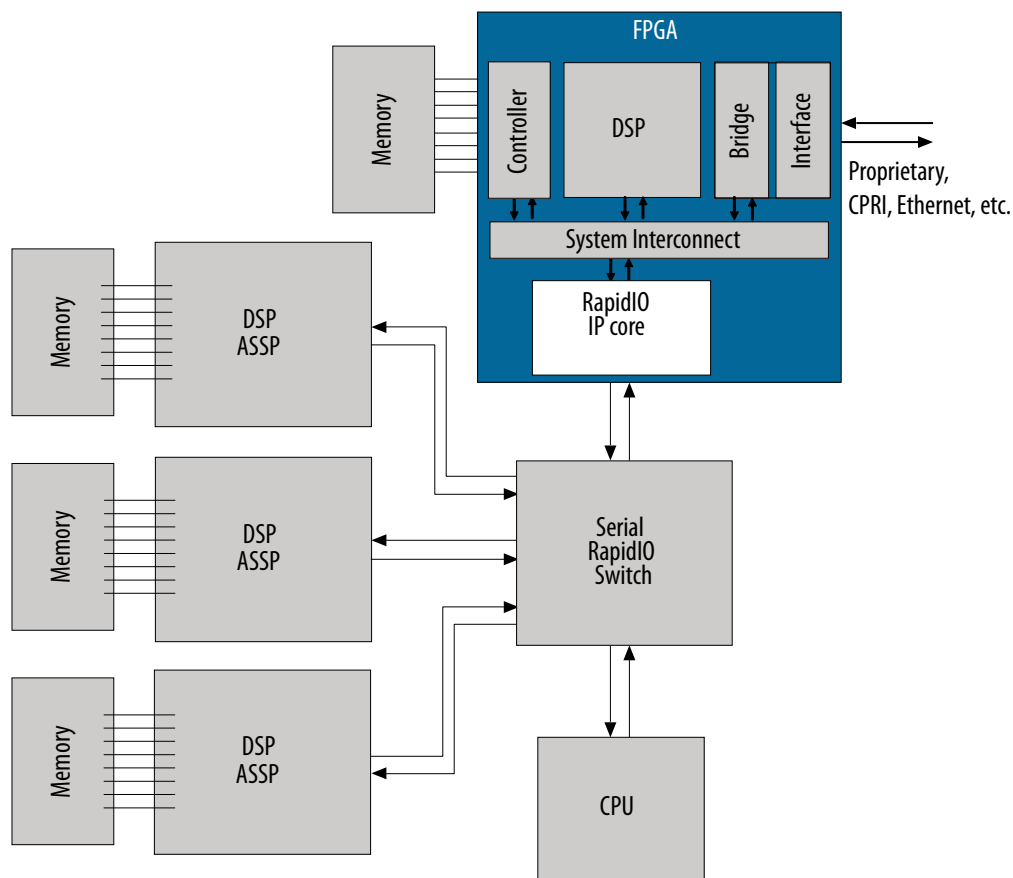 FPGA
Memory
Controller
DSP
Bridge
Interface
Proprietary,
CPRI, Ethernet, etc.
System Interconnect
RapidIO
IP core
Memory
DSP
ASSP
Memory
DSP
ASSP
Serial
RapidIO
Switch
Memory
DSP
ASSP
CPU